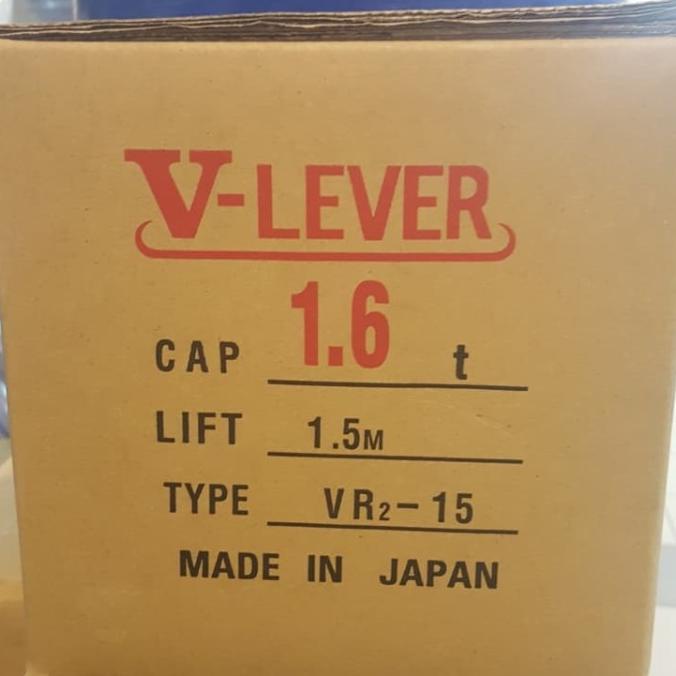 V-LEVER
CAP 1.6 t
LIFT 1.5M
TYPE VR2-15
MADE IN JAPAN